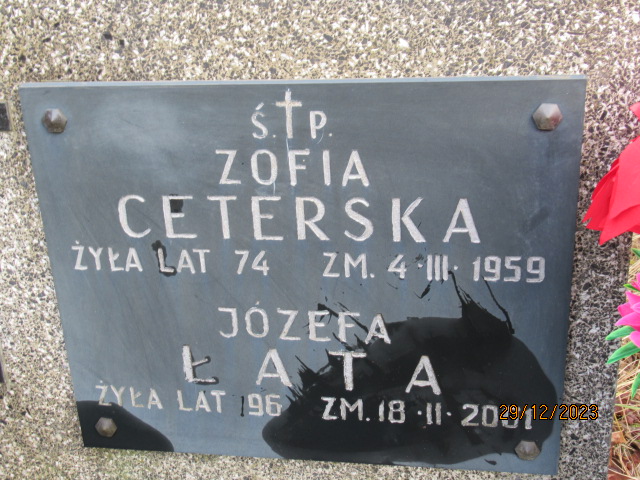 Ś.†P.
ZOFIA
CETERSKA
ŻYŁA LAT 74 ZM. 4·III·1959
JÓZEFA
ŁATA
ŻYŁA LAT 96 ZM. 18·II·2001
29/12/2023